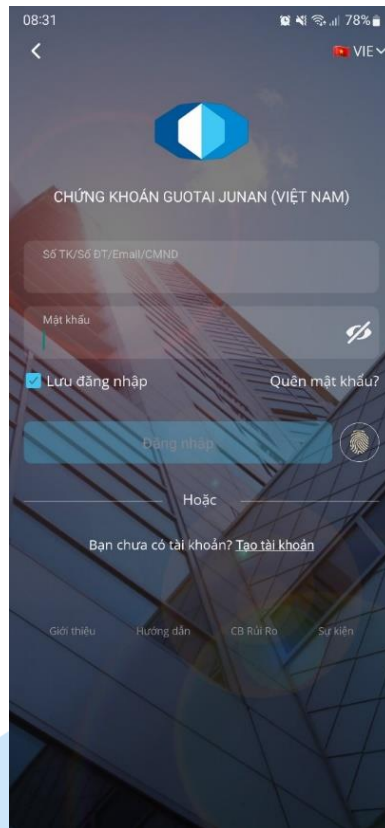 08:31
78%
VIE
CHỨNG KHOÁN GUOTAI JUNAN (VIỆT NAM)
Số TK/Số ĐT/Email/CMND
Mật khẩu
Lưu đăng nhập
Quên mật khẩu?
Đăng nhập
Hoặc
Bạn chưa có tài khoản? Tạo tài khoản
Giới thiệu
Hướng dẫn
CB Rủi Ro
Sự kiện